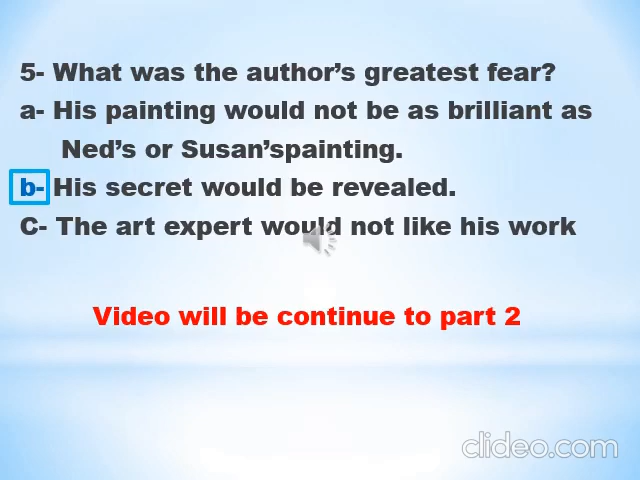 5- What was the author's greatest fear?
a- His painting would not be as brilliant as
Ned's or Susan'spainting.
b- His secret would be revealed.
C- The art expert would not like his work
Video will be continue to part 2
clideo.com